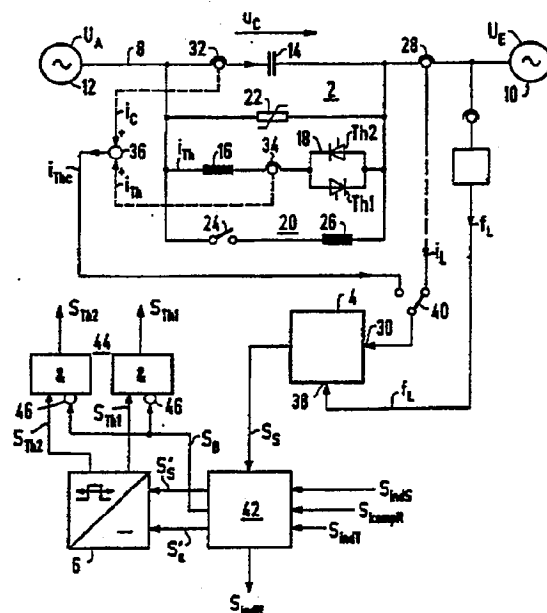 u_C
U_A
8
32
14
28
U_E
12
10
2
22
i_C
+
36
+
i_Th
i_Thc
i_Th
16
34
18
Th2
Th1
24
20
26
f_L
i_L
40
4
30
38
f_L
S_Th2
44
S_Th1
&
&
46
46
S_Th2
S_Th1
S_B
S_S
S'_S
42
S_indS
S_kompR
S_indT
6